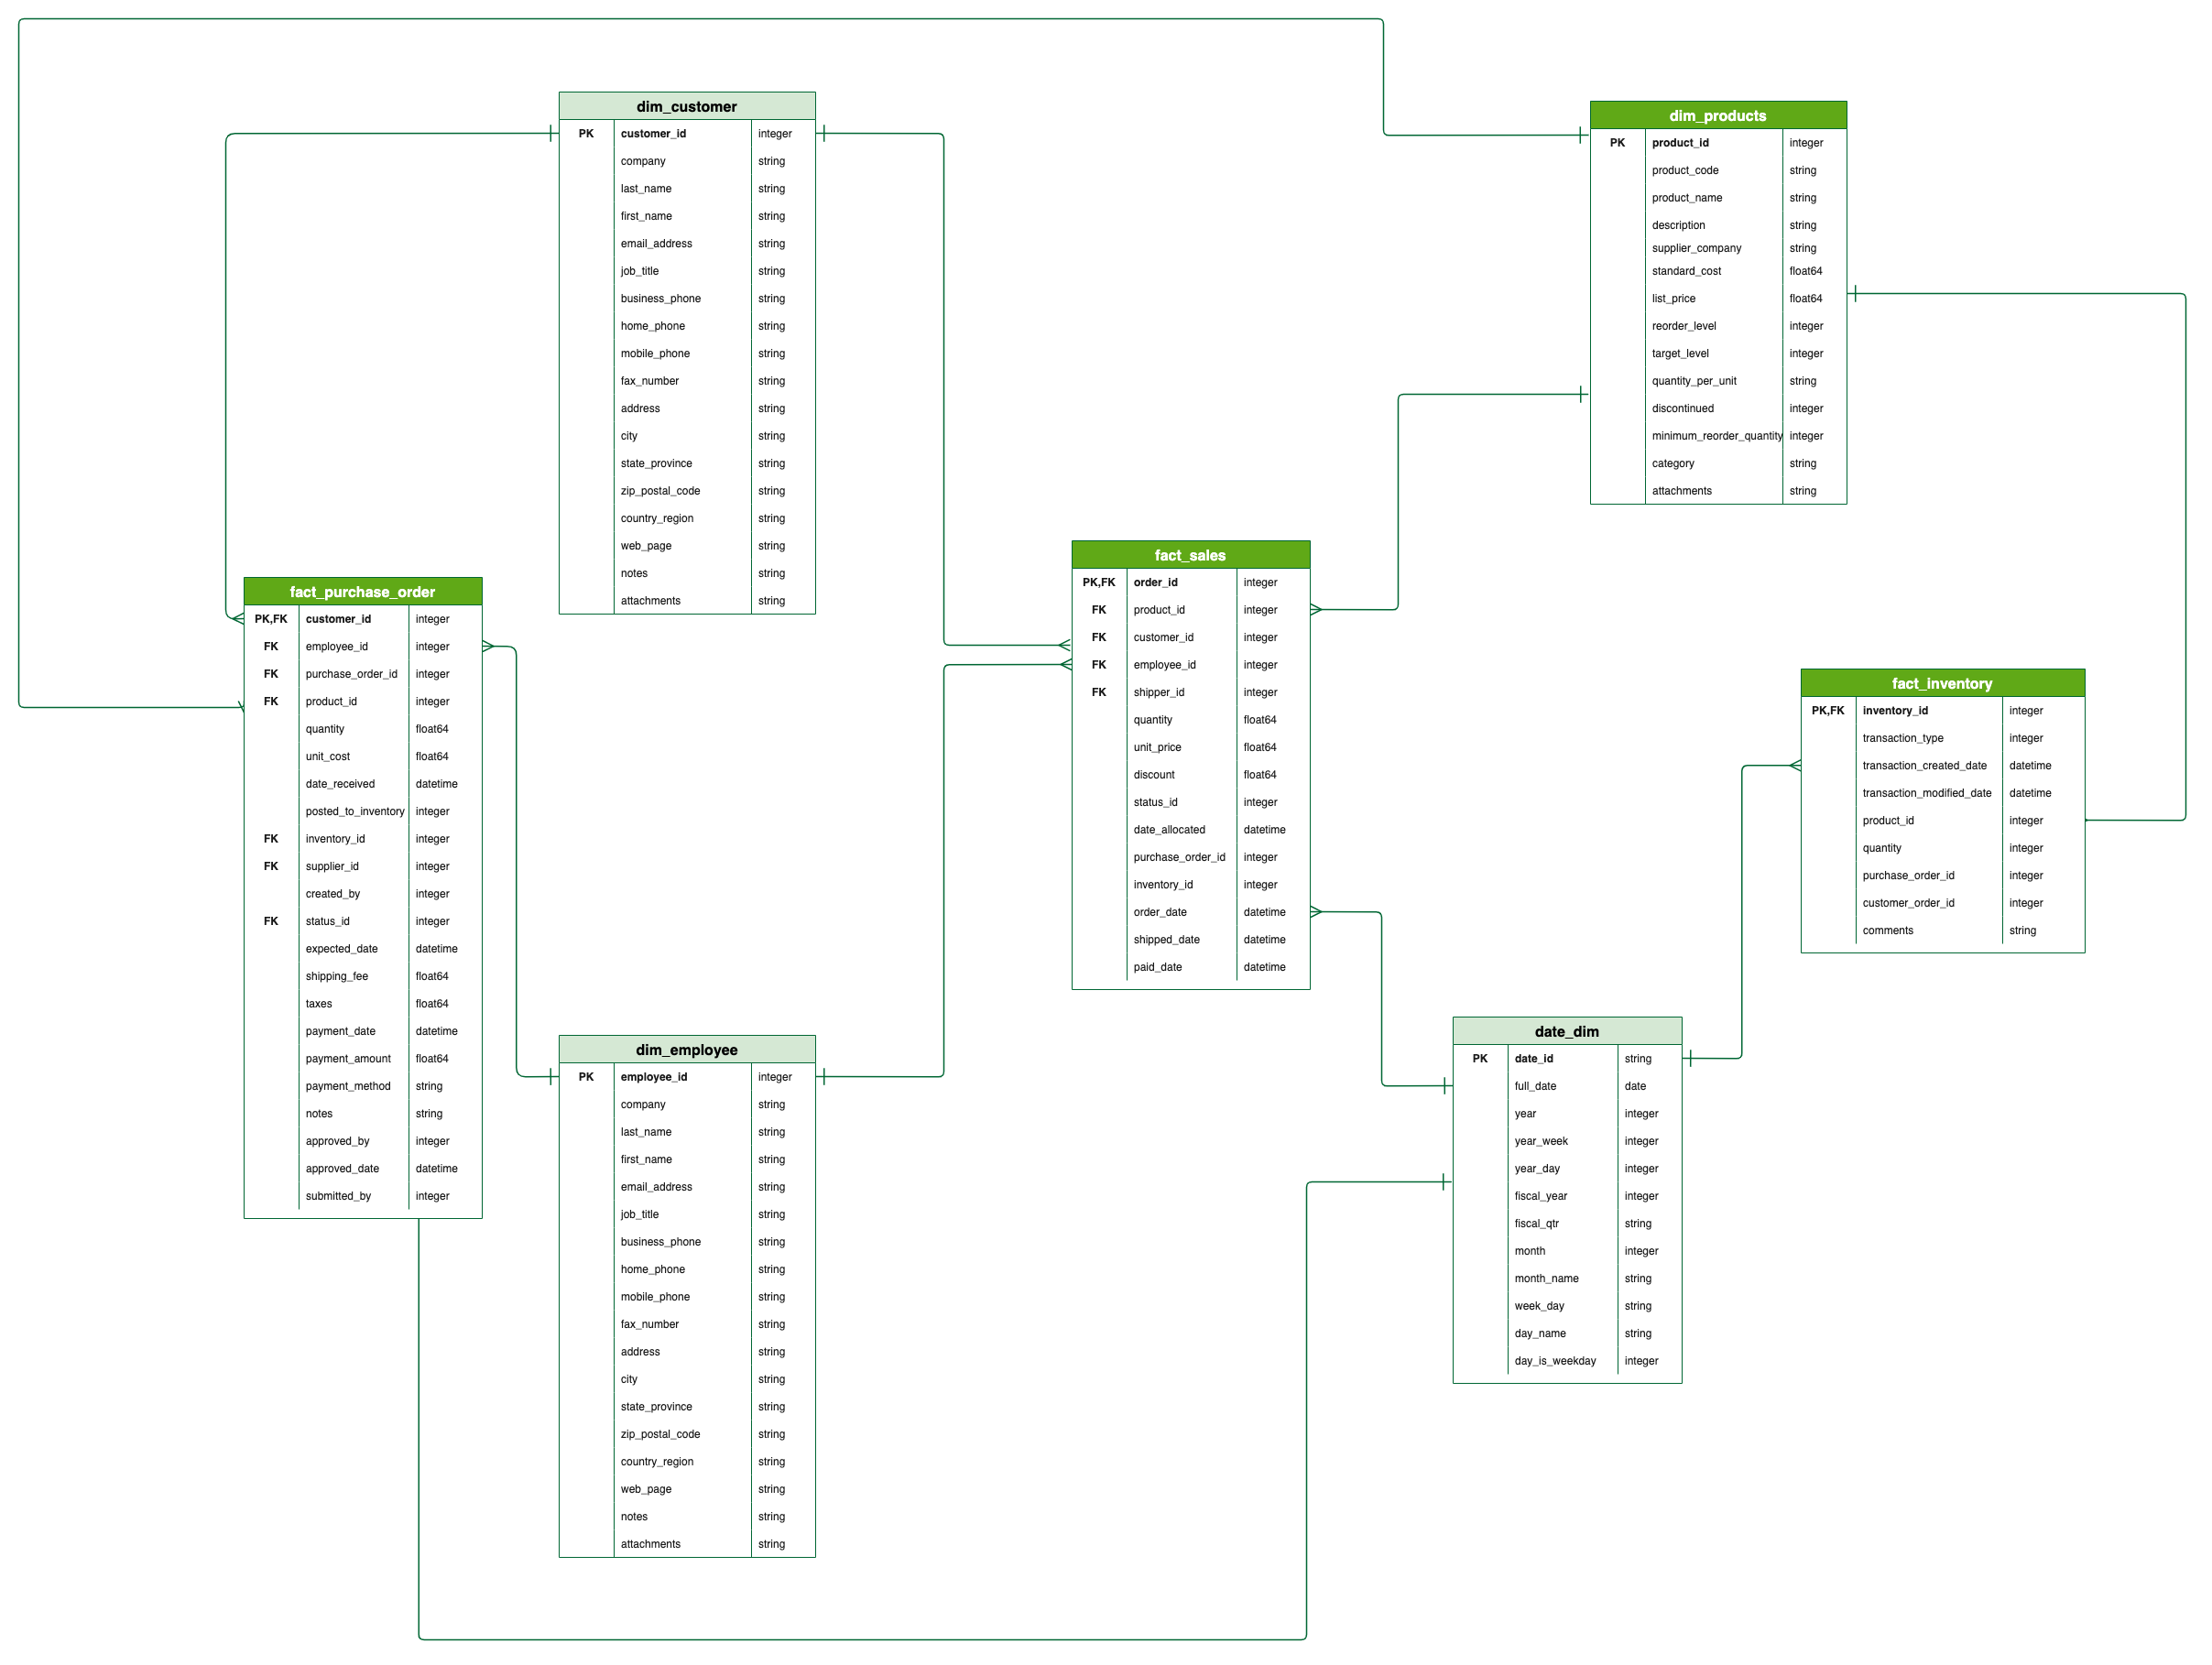 dim_customer
PK customer_id integer
company string
last_name string
first_name string
email_address string
job_title string
business_phone string
home_phone string
mobile_phone string
fax_number string
address string
city string
state_province string
zip_postal_code string
country_region string
web_page string
notes string
attachments string
dim_products
PK product_id integer
product_code string
product_name string
description string
supplier_company string
standard_cost float64
list_price float64
reorder_level integer
target_level integer
quantity_per_unit string
discontinued integer
minimum_reorder_quantity integer
category string
attachments string
fact_sales
PK,FK order_id integer
FK product_id integer
FK customer_id integer
FK employee_id integer
FK shipper_id integer
quantity float64
unit_price float64
discount float64
status_id integer
date_allocated datetime
purchase_order_id integer
inventory_id integer
order_date datetime
shipped_date datetime
paid_date datetime
fact_purchase_order
PK,FK customer_id integer
FK employee_id integer
FK purchase_order_id integer
FK product_id integer
quantity float64
unit_cost float64
date_received datetime
posted_to_inventory integer
FK inventory_id integer
FK supplier_id integer
created_by integer
FK status_id integer
expected_date datetime
shipping_fee float64
taxes float64
payment_date datetime
payment_amount float64
payment_method string
notes string
approved_by integer
approved_date datetime
submitted_by integer
fact_inventory
PK,FK inventory_id integer
transaction_type integer
transaction_created_date datetime
transaction_modified_date datetime
product_id integer
quantity integer
purchase_order_id integer
customer_order_id integer
comments string
dim_employee
PK employee_id integer
company string
last_name string
first_name string
email_address string
job_title string
business_phone string
home_phone string
mobile_phone string
fax_number string
address string
city string
state_province string
zip_postal_code string
country_region string
web_page string
notes string
attachments string
date_dim
PK date_id string
full_date date
year integer
year_week integer
year_day integer
fiscal_year integer
fiscal_qtr string
month integer
month_name string
week_day string
day_name string
day_is_weekday integer